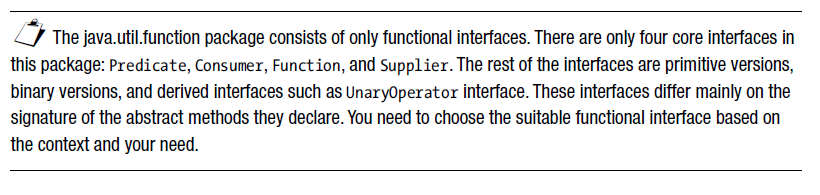 The java.util.function package consists of only functional interfaces. There are only four core interfaces in
this package: Predicate, Consumer, Function, and Supplier. The rest of the interfaces are primitive versions,
binary versions, and derived interfaces such as UnaryOperator interface. These interfaces differ mainly on the
signature of the abstract methods they declare. You need to choose the suitable functional interface based on
the context and your need.